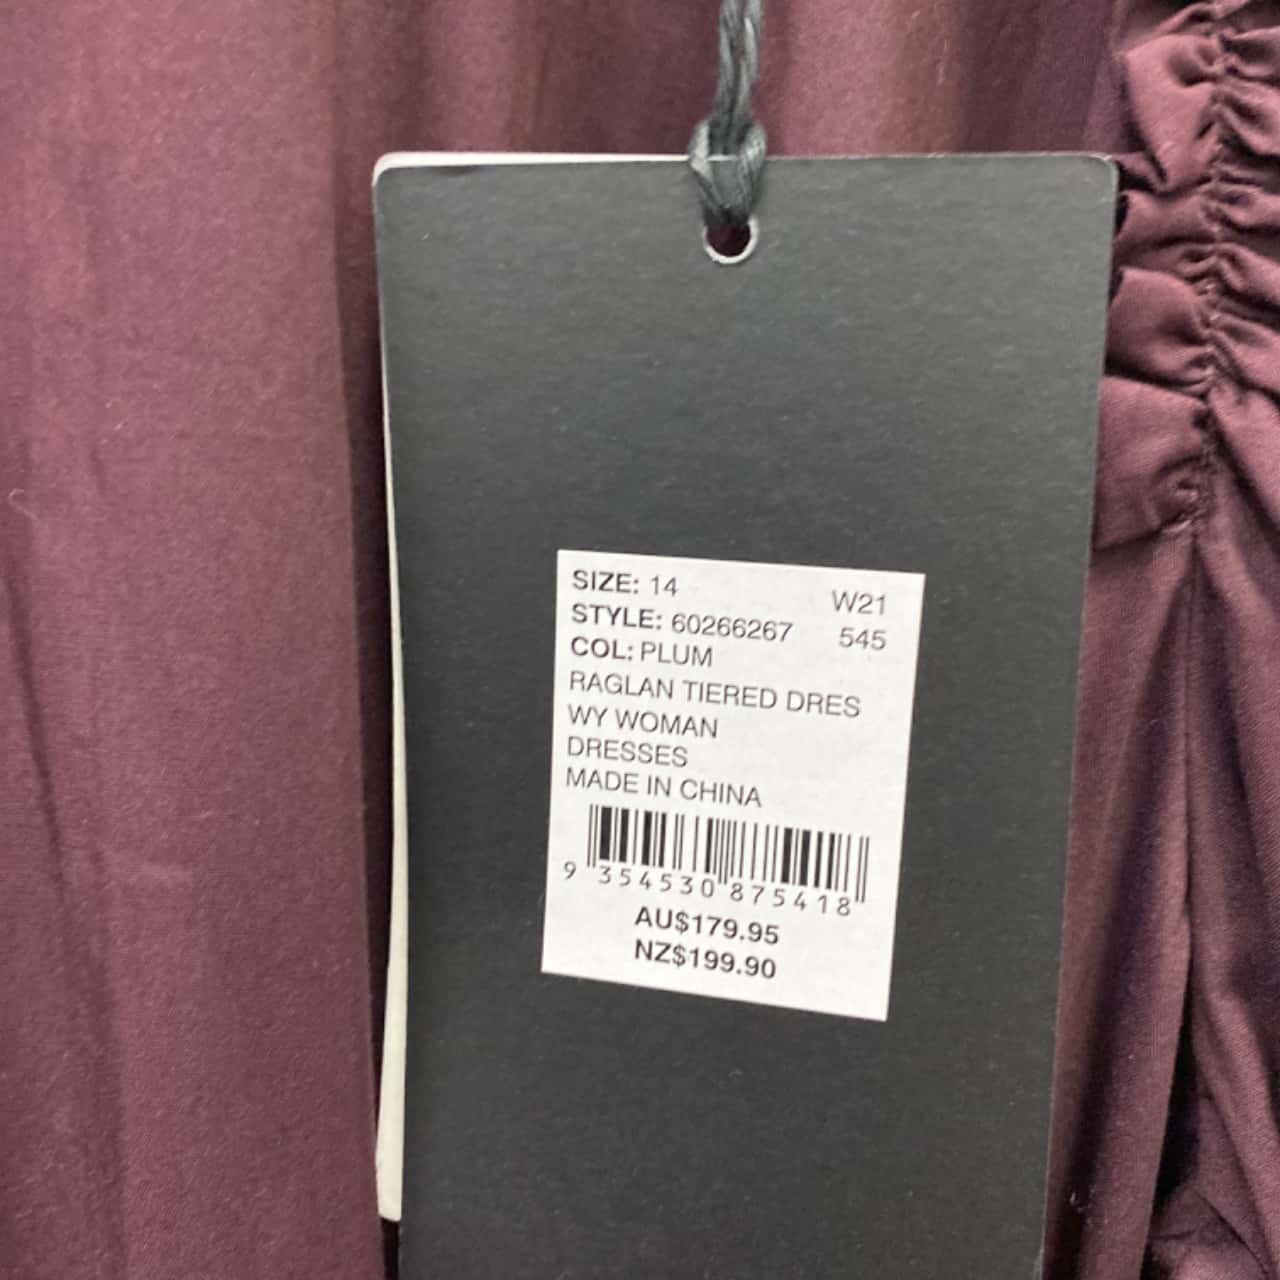 SIZE: 14 W21
STYLE: 60266267 545
COL: PLUM
RAGLAN TIERED DRES
WY WOMAN
DRESSES
MADE IN CHINA
9 354530 875418
AU$179.95
NZ$199.90